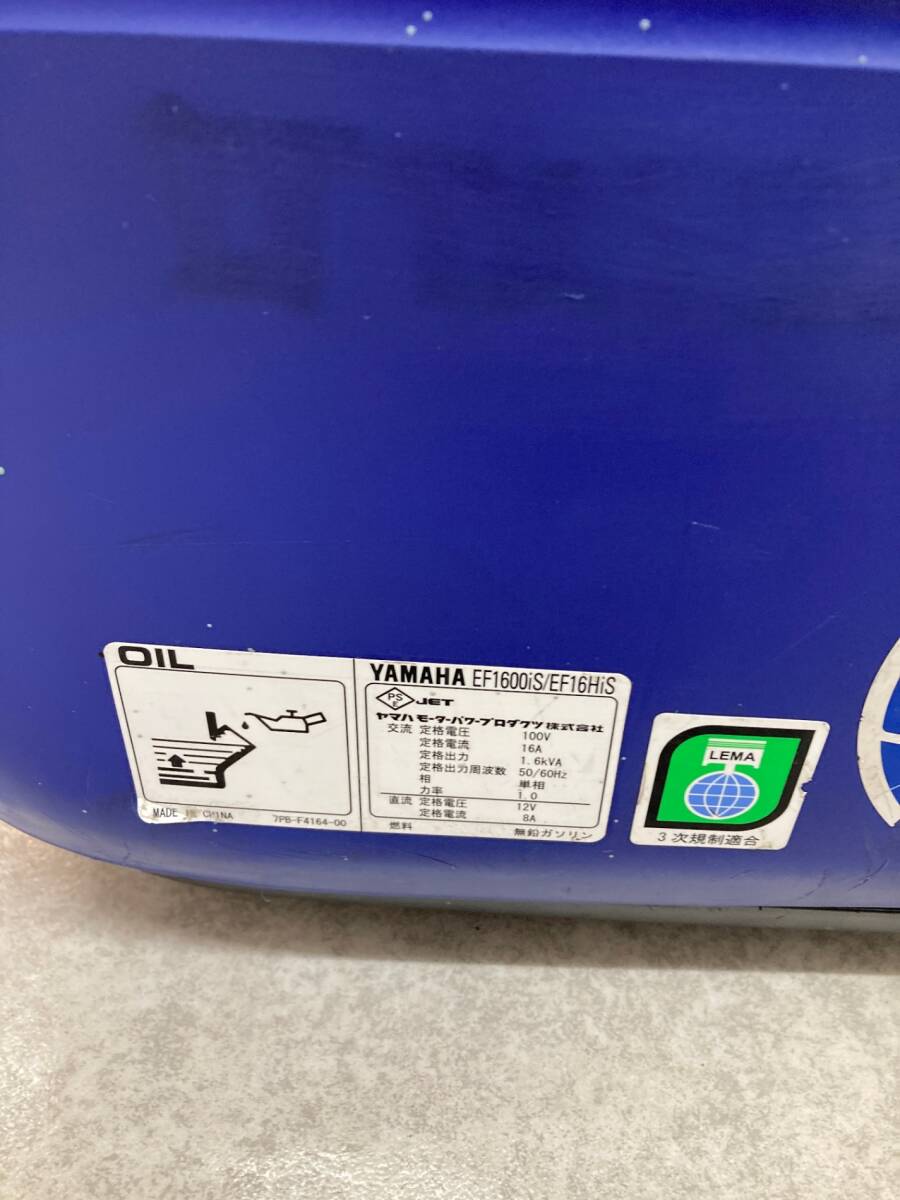 OIL
MADE IN CHINA 7PB-F4164-00
YAMAHA EF1600iS/EF16HiS
PS E JET
ヤマハモーターパワープロダクツ株式会社
交流 定格電圧 100V
定格電流 16A
定格出力 1.6kVA
定格出力周波数 50/60Hz
相 単相
力率 1.0
直流 定格電圧 12V
定格電流 8A
燃料 無鉛ガソリン
LEMA
3次規制適合